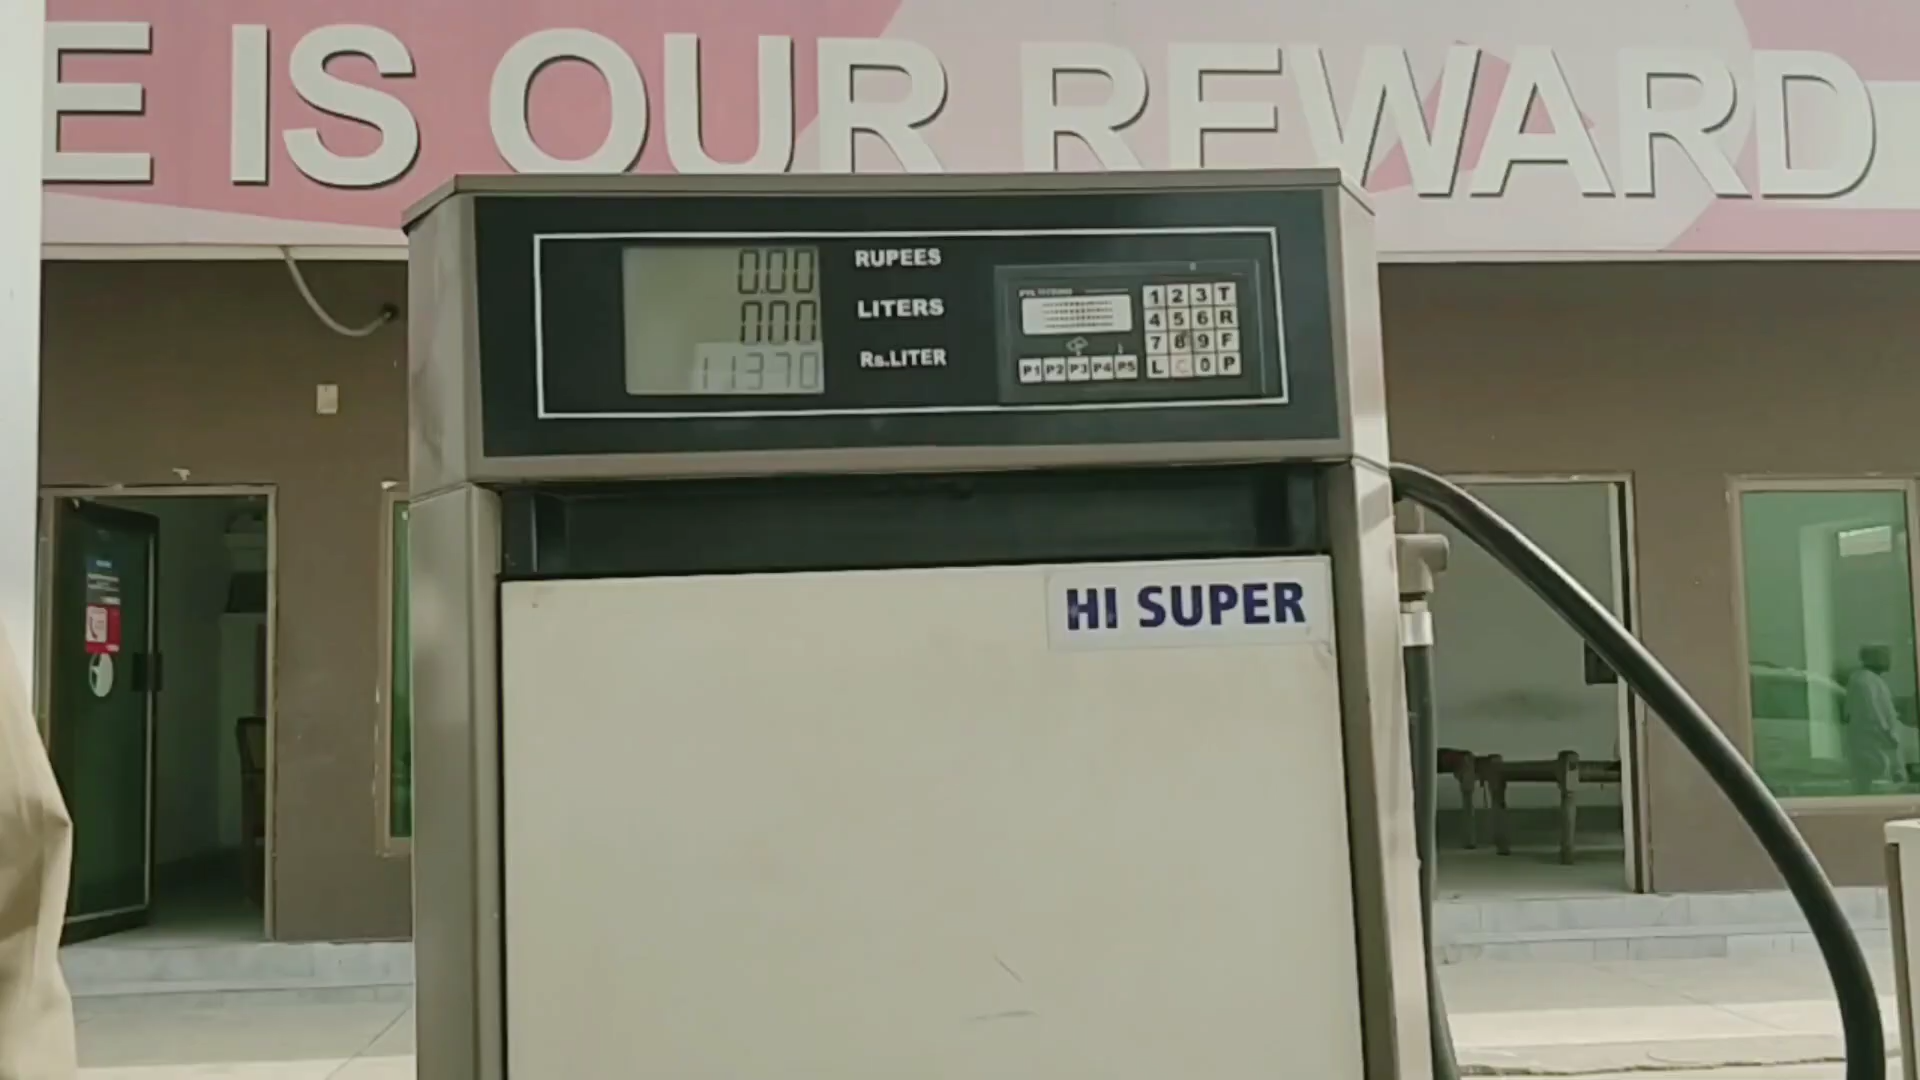 E IS OUR REWARD
0.00 RUPEES
0.00 LITERS
113.70 Rs.LITER
1 2 3 T
4 5 6 R
7 8 9 F
L C 0 P
P1 P2 P3 P4 P5
HI SUPER